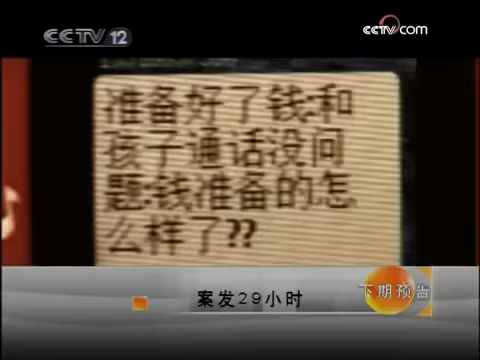 CCTV 12
CCTV.com
准备好了钱:和
孩子通话没问
题:钱准备的怎
么样了??
案发29小时
下期预告